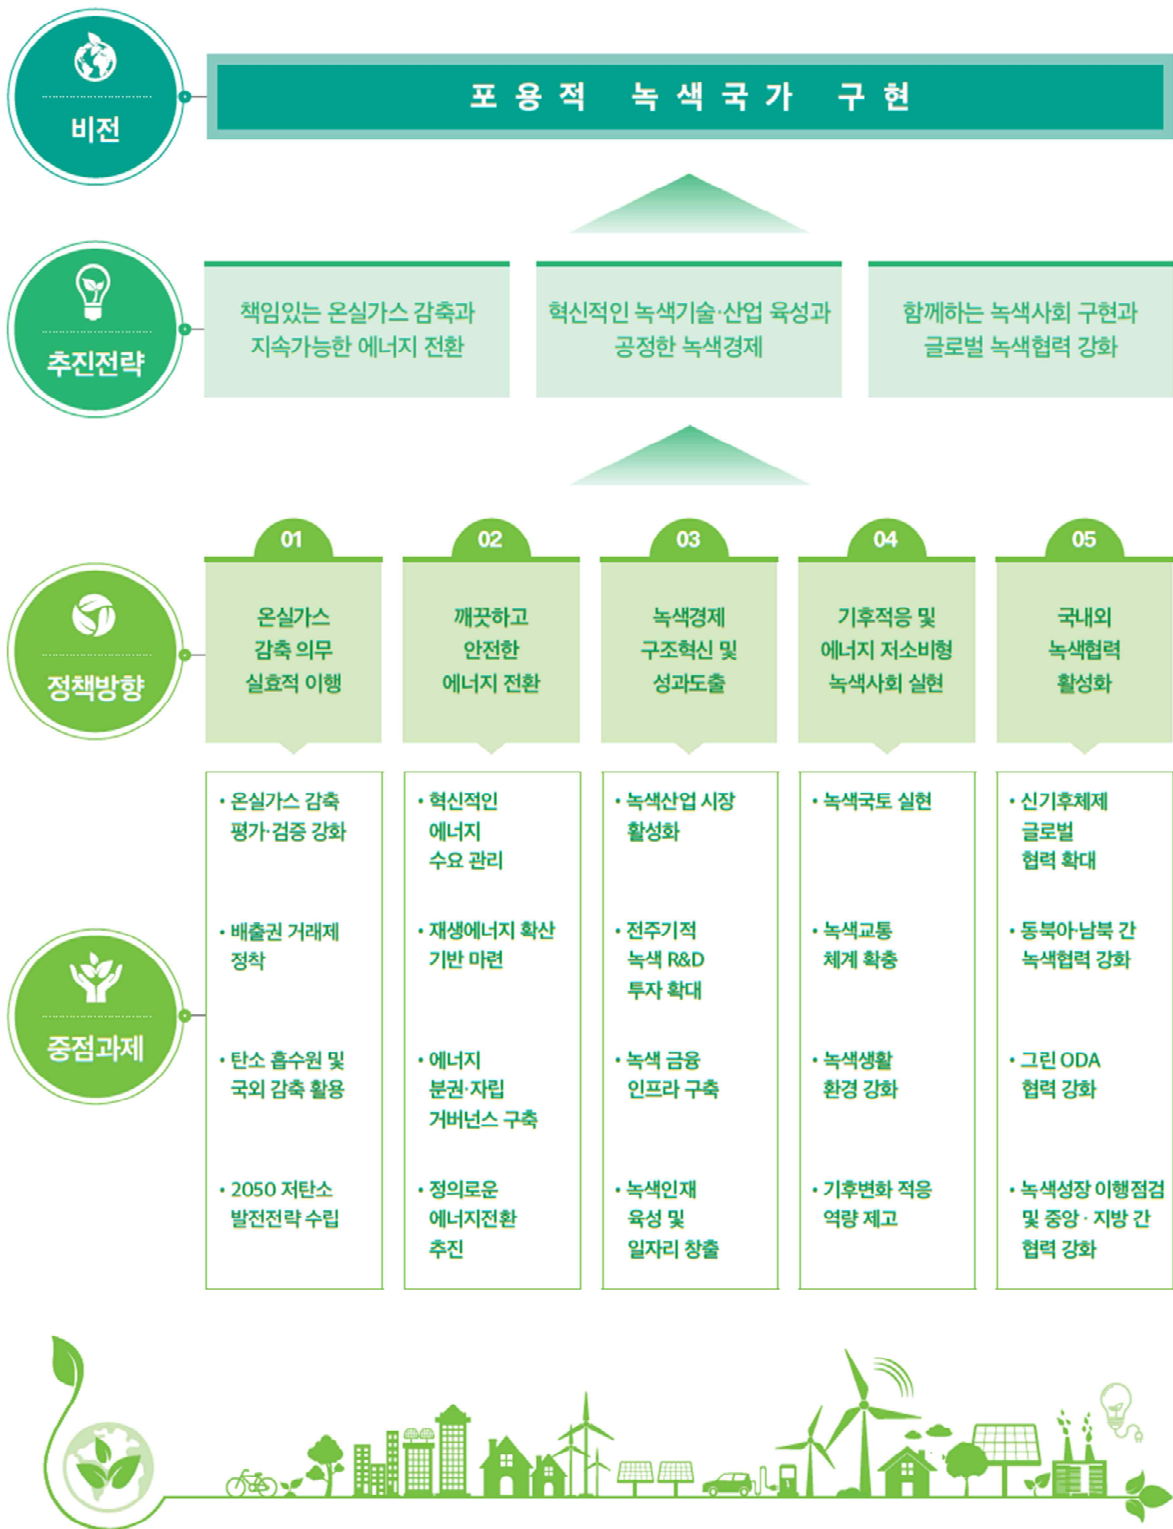 비전
포용적 녹색국가 구현
추진전략
책임있는 온실가스 감축과
지속가능한 에너지 전환
혁신적인 녹색기술·산업 육성과
공정한 녹색경제
함께하는 녹색사회 구현과
글로벌 녹색협력 강화
정책방향
01
온실가스
감축 의무
실효적 이행
02
깨끗하고
안전한
에너지 전환
03
녹색경제
구조혁신 및
성과도출
04
기후적응 및
에너지 저소비형
녹색사회 실현
05
국내외
녹색협력
활성화
중점과제
• 온실가스 감축
평가·검증 강화
• 배출권 거래제
정착
• 탄소 흡수원 및
국외 감축 활용
• 2050 저탄소
발전전략 수립
• 혁신적인
에너지
수요 관리
• 재생에너지 확산
기반 마련
• 에너지
분권·자립
거버넌스 구축
• 정의로운
에너지전환
추진
• 녹색산업 시장
활성화
• 전주기적
녹색 R&D
투자 확대
• 녹색 금융
인프라 구축
• 녹색인재
육성 및
일자리 창출
• 녹색국토 실현
• 녹색교통
체계 확충
• 녹색생활
환경 강화
• 기후변화 적응
역량 제고
• 신기후체제
글로벌
협력 확대
• 동북아·남북 간
녹색협력 강화
• 그린 ODA
협력 강화
• 녹색성장 이행점검
및 중앙 · 지방 간
협력 강화